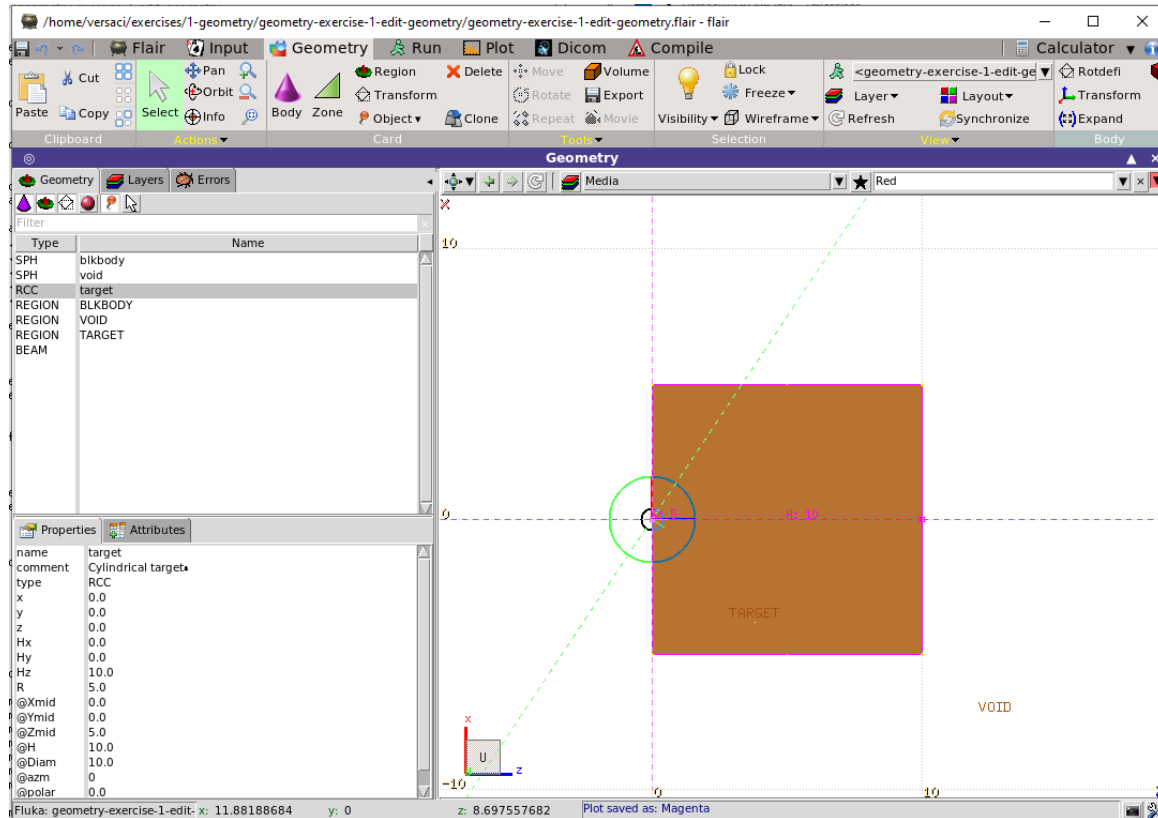 /home/versaci/exercises/1-geometry/geometry-exercise-1-edit-geometry/geometry-exercise-1-edit-geometry.flair - flair
Flair Input Geometry Run Plot Dicom Compile Calculator
Paste Cut Copy
Select Pan Orbit Info
Body Zone Region Transform Object Delete Clone
Move Rotate Repeat Volume Export Movie
Visibility Lock Freeze Wireframe
<geometry-exercise-1-edit-ge Layer Refresh Layout Synchronize
Rotdefi Transform Expand
Clipboard Actions Card Tools Selection View Body
Geometry
Geometry Layers Errors
Media Red
Filter
Type Name
SPH blkbody
SPH void
RCC target
REGION BLKBODY
REGION VOID
REGION TARGET
BEAM
Properties Attributes
name target
comment Cylindrical target
type RCC
x 0.0
y 0.0
z 0.0
Hx 0.0
Hy 0.0
Hz 10.0
R 5.0
@Xmid 0.0
@Ymid 0.0
@Zmid 5.0
@H 10.0
@Diam 10.0
@azm 0
@polar 0.0
x
10
0
5
H: 10
TARGET
VOID
x
U
z
-10
0
10
Fluka: geometry-exercise-1-edit- x: 11.88188684 y: 0 z: 8.697557682 Plot saved as: Magenta